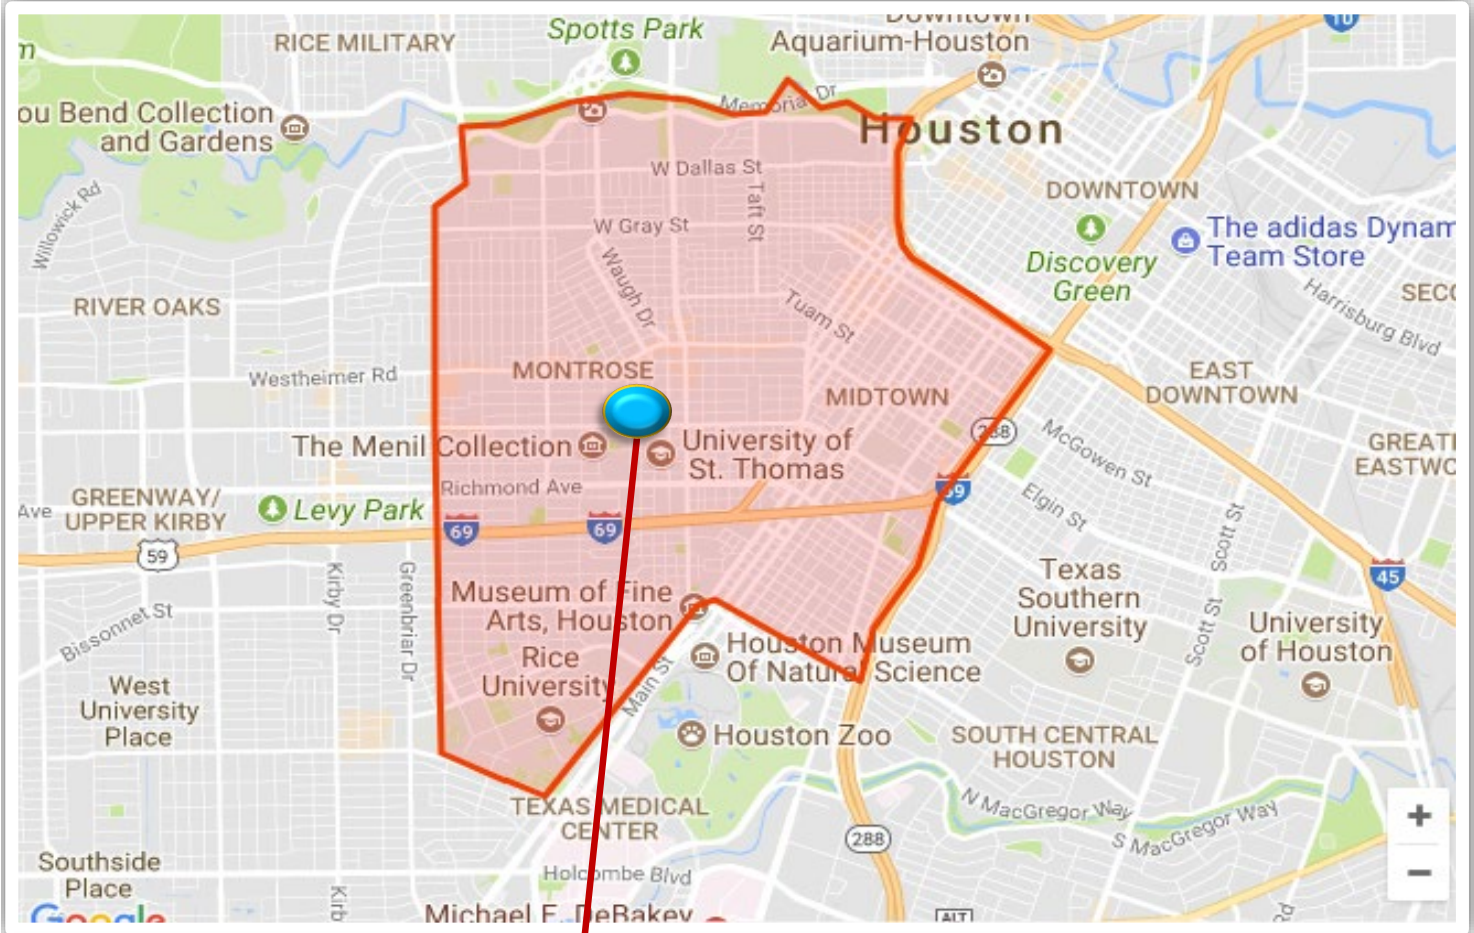 Downtown
Aquarium-Houston
Spotts Park
RICE MILITARY
10
m
ou Bend Collection
and Gardens
Memorial Dr
Houston
W Dallas St
Taft St
DOWNTOWN
Willowick Rd
W Gray St
The adidas Dynam
Team Store
Discovery
Green
Waugh Dr
RIVER OAKS
Tuam St
Harrisburg Blvd
SECO
Westheimer Rd
MONTROSE
MIDTOWN
EAST
DOWNTOWN
288
The Menil Collection
University of
St. Thomas
McGowen St
GREATE
EASTWO
GREENWAY/
UPPER KIRBY
Richmond Ave
Ave
Levy Park
69
69
69
Elgin St
Scott St
59
45
Kirby Dr
Greenbriar Dr
Museum of Fine
Arts, Houston
Texas
Southern
University
Bissonnet St
Scott St
University
of Houston
Houston Museum
Of Natural Science
Rice
University
Main St
West
University
Place
Houston Zoo
SOUTH CENTRAL
HOUSTON
TEXAS MEDICAL
CENTER
N MacGregor Way
S MacGregor Way
288
+
−
Southside
Place
Holcombe Blvd
Kirb
Google
Michael E. DeBakey
ALT
Rd